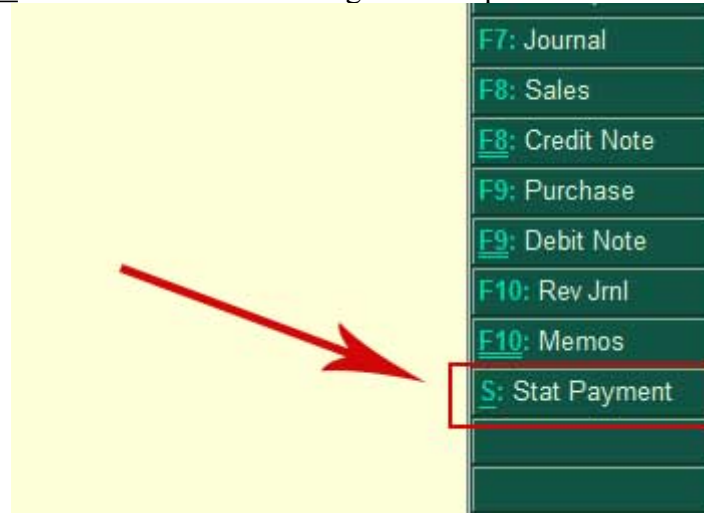 F7: Journal
F8: Sales
F8: Credit Note
F9: Purchase
F9: Debit Note
F10: Rev Jrnl
F10: Memos
S: Stat Payment